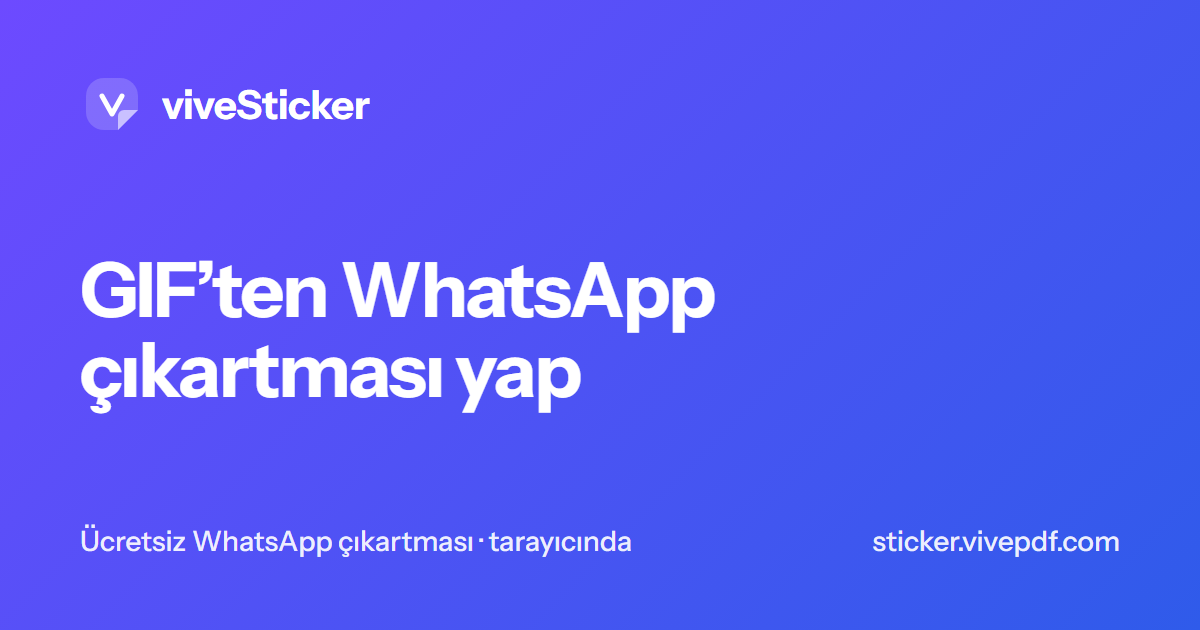 viveSticker
GIF’ten WhatsApp
çıkartması yap
Ücretsiz WhatsApp çıkartması · tarayıcında
sticker.vivepdf.com